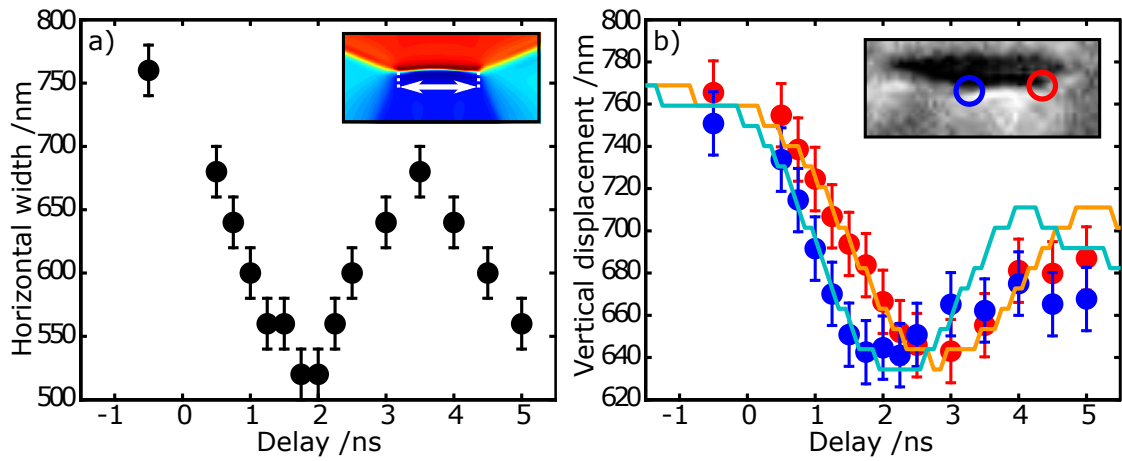 a)
Horizontal width /nm
800
750
700
650
600
550
500
-1 0 1 2 3 4 5
Delay /ns
b)
Vertical displacement /nm
800
780
760
740
720
700
680
660
640
620
-1 0 1 2 3 4 5
Delay /ns